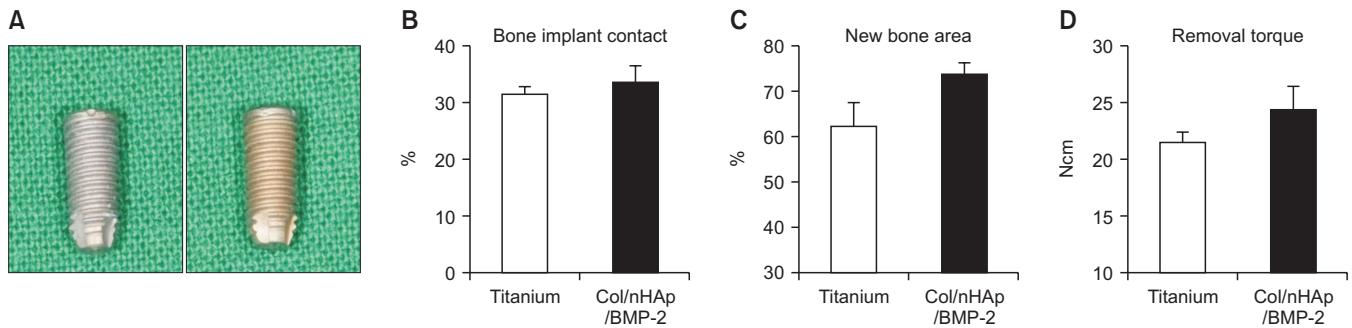 A
B
Bone implant contact
40
30
20
10
0
%
Titanium
Col/nHAp
/BMP-2
C
New bone area
80
70
60
50
40
30
%
Titanium
Col/nHAp
/BMP-2
D
Removal torque
30
25
20
15
10
Ncm
Titanium
Col/nHAp
/BMP-2